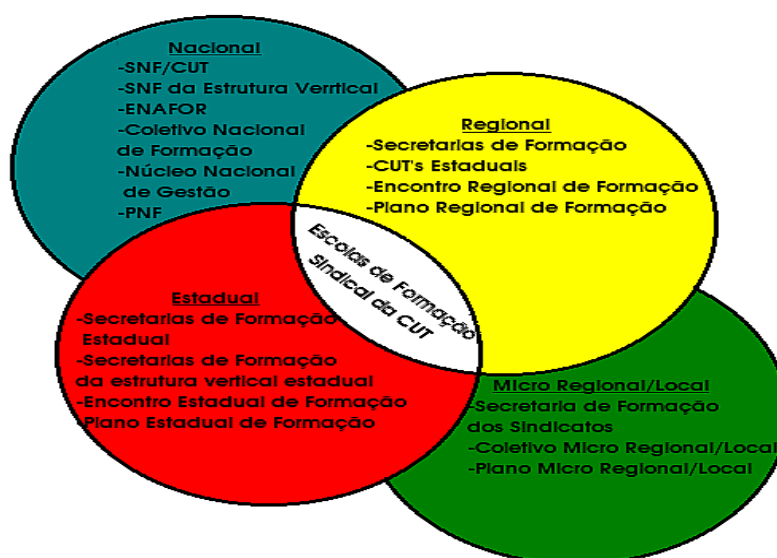 Nacional
-SNF/CUT
-SNF da Estrutura Verrtical
-ENAFOR
-Coletivo Nacional
de Formação
-Núcleo Nacional
de Gestão
-PNF
Regional
-Secretarias de Formação
-CUT's Estaduais
-Encontro Regional de Formação
-Plano Regional de Formação
Escolas de Formação
Sindical da CUT
Estadual
-Secretarias de Formação
Estadual
-Secretarias de Formação
da estrutura vertical estadual
-Encontro Estadual de Formação
-Plano Estadual de Formação
Micro Regional/Local
-Secretaria de Formação
dos Sindicatos
-Coletivo Micro Regional/Local
-Plano Micro Regional/Local